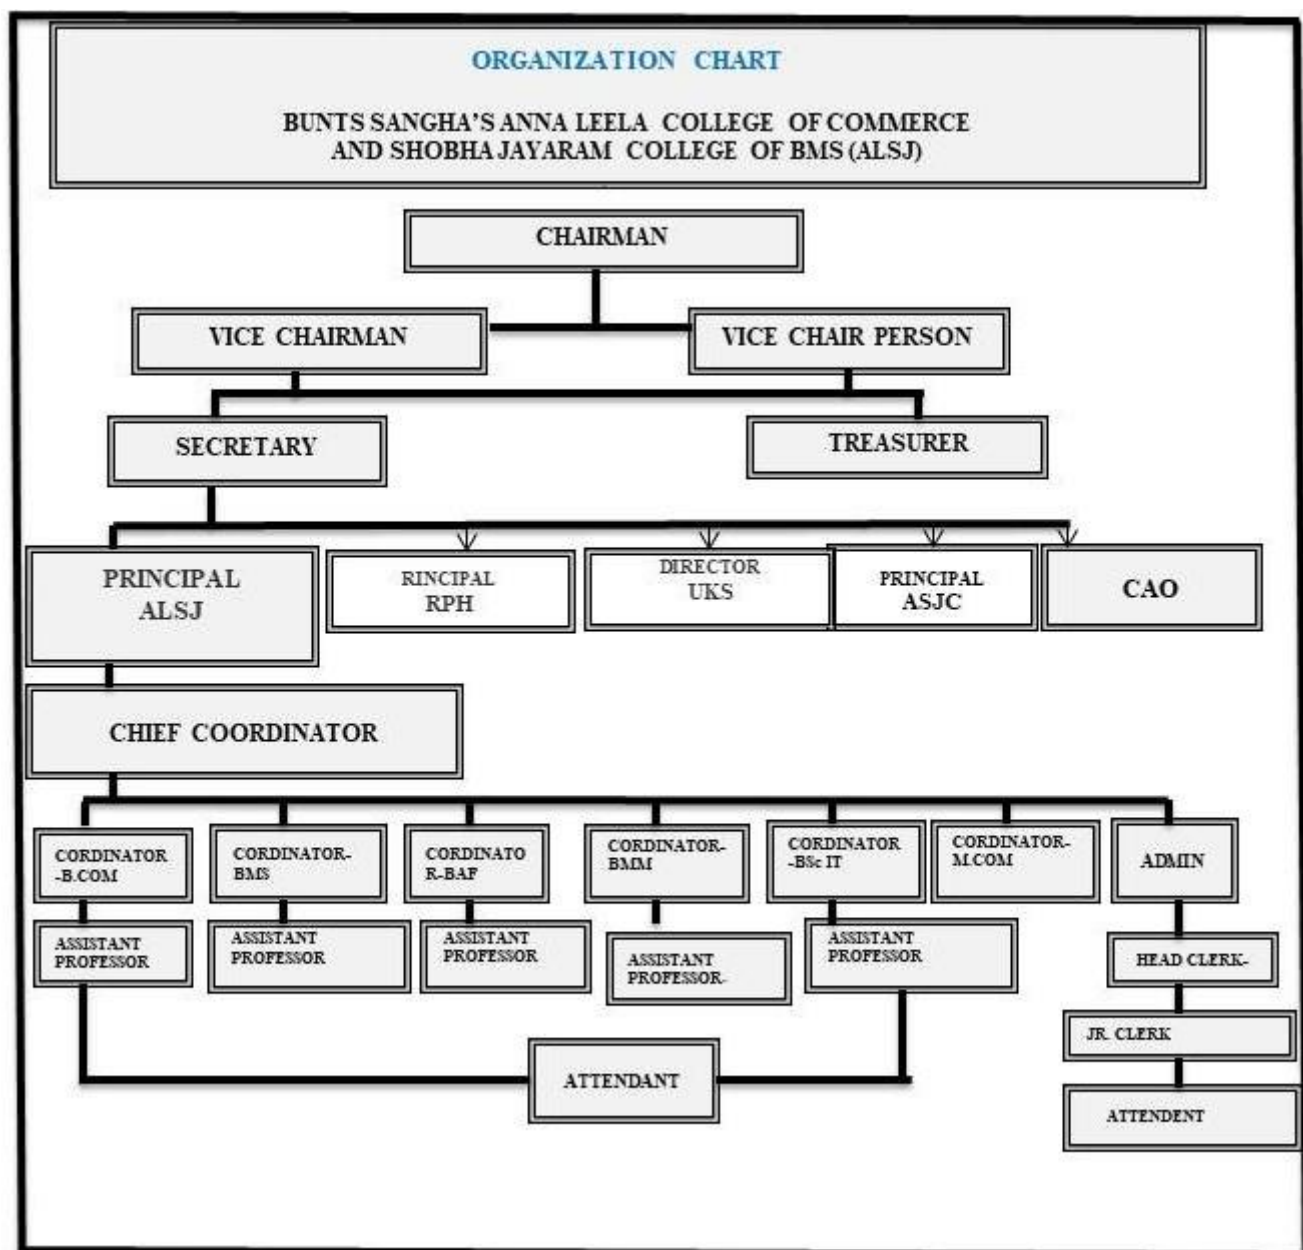 ORGANIZATION CHART
BUNTS SANGHA'S ANNA LEELA COLLEGE OF COMMERCE
AND SHOBHA JAYARAM COLLEGE OF BMS (ALSJ)
CHAIRMAN
VICE CHAIRMAN
VICE CHAIR PERSON
SECRETARY
TREASURER
PRINCIPAL
ALSJ
RINCIPAL
RPH
DIRECTOR
UKS
PRINCIPAL
ASJC
CAO
CHIEF COORDINATOR
CORDINATOR
-B.COM
CORDINATOR-
BMS
CORDINATO
R-BAF
CORDINATOR-
BMM
CORDINATOR
-BSc IT
CORDINATOR-
M.COM
ADMIN
ASSISTANT
PROFESSOR
ASSISTANT
PROFESSOR
ASSISTANT
PROFESSOR
ASSISTANT
PROFESSOR-
ASSISTANT
PROFESSOR
HEAD CLERK-
JR. CLERK
ATTENDANT
ATTENDENT